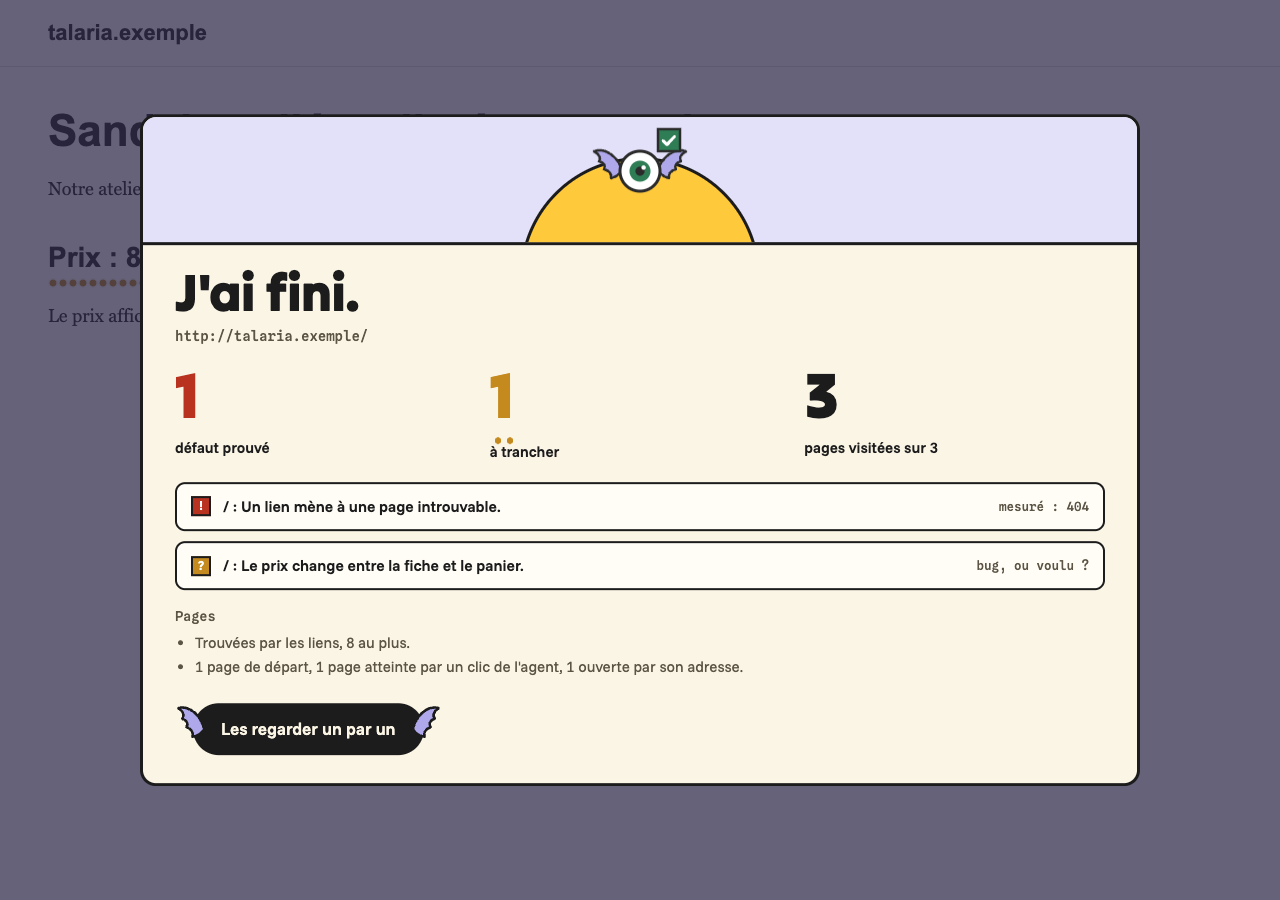 talaria.exemple
Notre
Prix : 8
Le prix
J'ai fini.
http://talaria.exemple/
1
défaut prouvé
1
à trancher
3
pages visitées sur 3
! / : Un lien mène à une page introuvable. mesuré : 404
? / : Le prix change entre la fiche et le panier. bug, ou voulu ?
Pages
• Trouvées par les liens, 8 au plus.
• 1 page de départ, 1 page atteinte par un clic de l'agent, 1 ouverte par son adresse.
Les regarder un par un